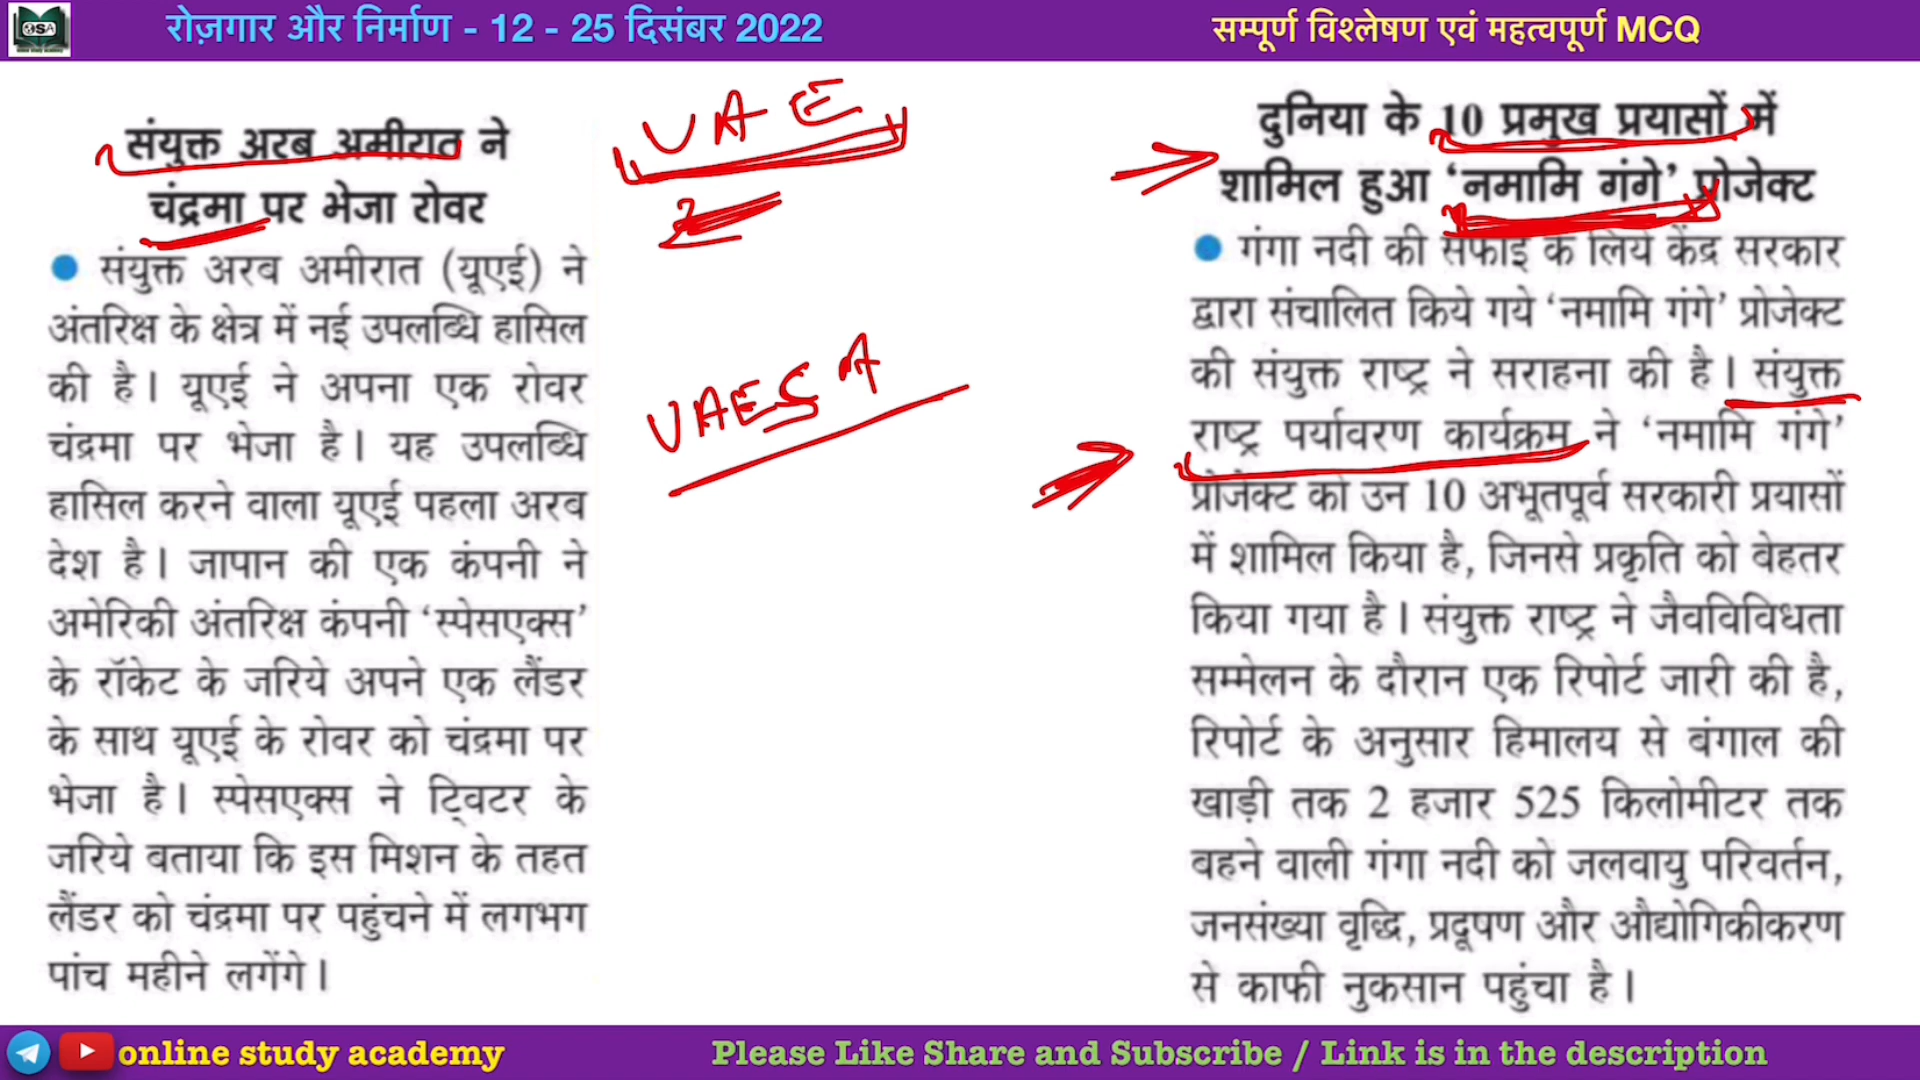 OSA
रोज़गार और निर्माण - 12 - 25 दिसंबर 2022
सम्पूर्ण विश्लेषण एवं महत्वपूर्ण MCQ
संयुक्त अरब अमीरात ने
चंद्रमा पर भेजा रोवर
● संयुक्त अरब अमीरात (यूएई) ने
अंतरिक्ष के क्षेत्र में नई उपलब्धि हासिल
की है। यूएई ने अपना एक रोवर
चंद्रमा पर भेजा है। यह उपलब्धि
हासिल करने वाला यूएई पहला अरब
देश है। जापान की एक कंपनी ने
अमेरिकी अंतरिक्ष कंपनी ‘स्पेसएक्स’
के रॉकेट के जरिये अपने एक लैंडर
के साथ यूएई के रोवर को चंद्रमा पर
भेजा है। स्पेसएक्स ने ट्विटर के
जरिये बताया कि इस मिशन के तहत
लैंडर को चंद्रमा पर पहुंचने में लगभग
पांच महीने लगेंगे।
UAE
UAESA
दुनिया के 10 प्रमुख प्रयासों में
शामिल हुआ ‘नमामि गंगे’ प्रोजेक्ट
● गंगा नदी की सफाई के लिये केंद्र सरकार
द्वारा संचालित किये गये ‘नमामि गंगे’ प्रोजेक्ट
की संयुक्त राष्ट्र ने सराहना की है। संयुक्त
राष्ट्र पर्यावरण कार्यक्रम ने ‘नमामि गंगे’
प्रोजेक्ट को उन 10 अभूतपूर्व सरकारी प्रयासों
में शामिल किया है, जिनसे प्रकृति को बेहतर
किया गया है। संयुक्त राष्ट्र ने जैवविविधता
सम्मेलन के दौरान एक रिपोर्ट जारी की है,
रिपोर्ट के अनुसार हिमालय से बंगाल की
खाड़ी तक 2 हजार 525 किलोमीटर तक
बहने वाली गंगा नदी को जलवायु परिवर्तन,
जनसंख्या वृद्धि, प्रदूषण और औद्योगिकीकरण
से काफी नुकसान पहुंचा है।
online study academy
Please Like Share and Subscribe / Link is in the description